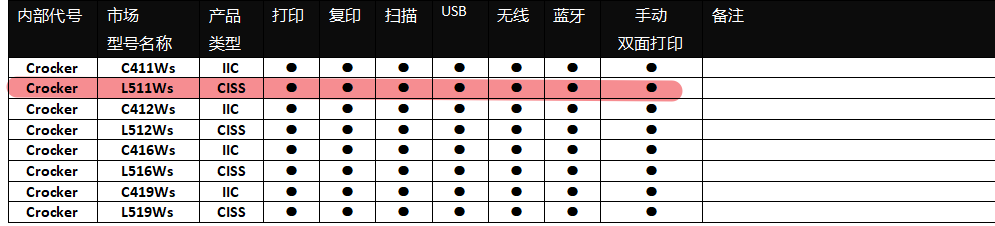 内部代号 市场 产品 打印 复印 扫描 USB 无线 蓝牙 手动 备注
型号名称 类型 双面打印
Crocker C411Ws IIC ● ● ● ● ● ● ●
Crocker L511Ws CISS ● ● ● ● ● ● ●
Crocker C412Ws IIC ● ● ● ● ● ● ●
Crocker L512Ws CISS ● ● ● ● ● ● ●
Crocker C416Ws IIC ● ● ● ● ● ● ●
Crocker L516Ws CISS ● ● ● ● ● ● ●
Crocker C419Ws IIC ● ● ● ● ● ● ●
Crocker L519Ws CISS ● ● ● ● ● ● ●